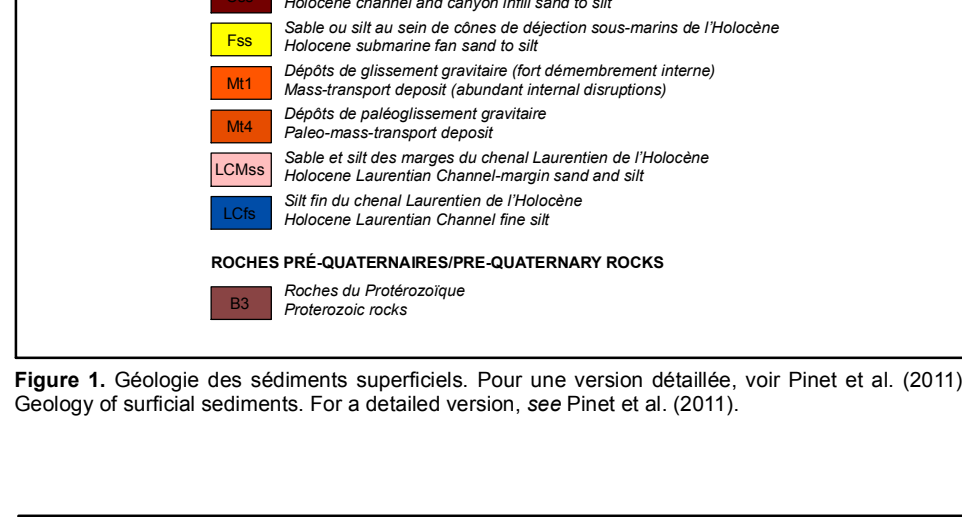 Holocene channel and canyon infill sand to silt
Fss
Sable ou silt au sein de cônes de déjection sous-marins de l'Holocène
Holocene submarine fan sand to silt
Mt1
Dépôts de glissement gravitaire (fort démembrement interne)
Mass-transport deposit (abundant internal disruptions)
Mt4
Dépôts de paléoglissement gravitaire
Paleo-mass-transport deposit
LCMss
Sable et silt des marges du chenal Laurentien de l'Holocène
Holocene Laurentian Channel-margin sand and silt
LCfs
Silt fin du chenal Laurentien de l'Holocène
Holocene Laurentian Channel fine silt
ROCHES PRÉ-QUATERNAIRES/PRE-QUATERNARY ROCKS
B3
Roches du Protérozoïque
Proterozoic rocks
Figure 1. Géologie des sédiments superficiels. Pour une version détaillée, voir Pinet et al. (2011)
Geology of surficial sediments. For a detailed version, see Pinet et al. (2011).